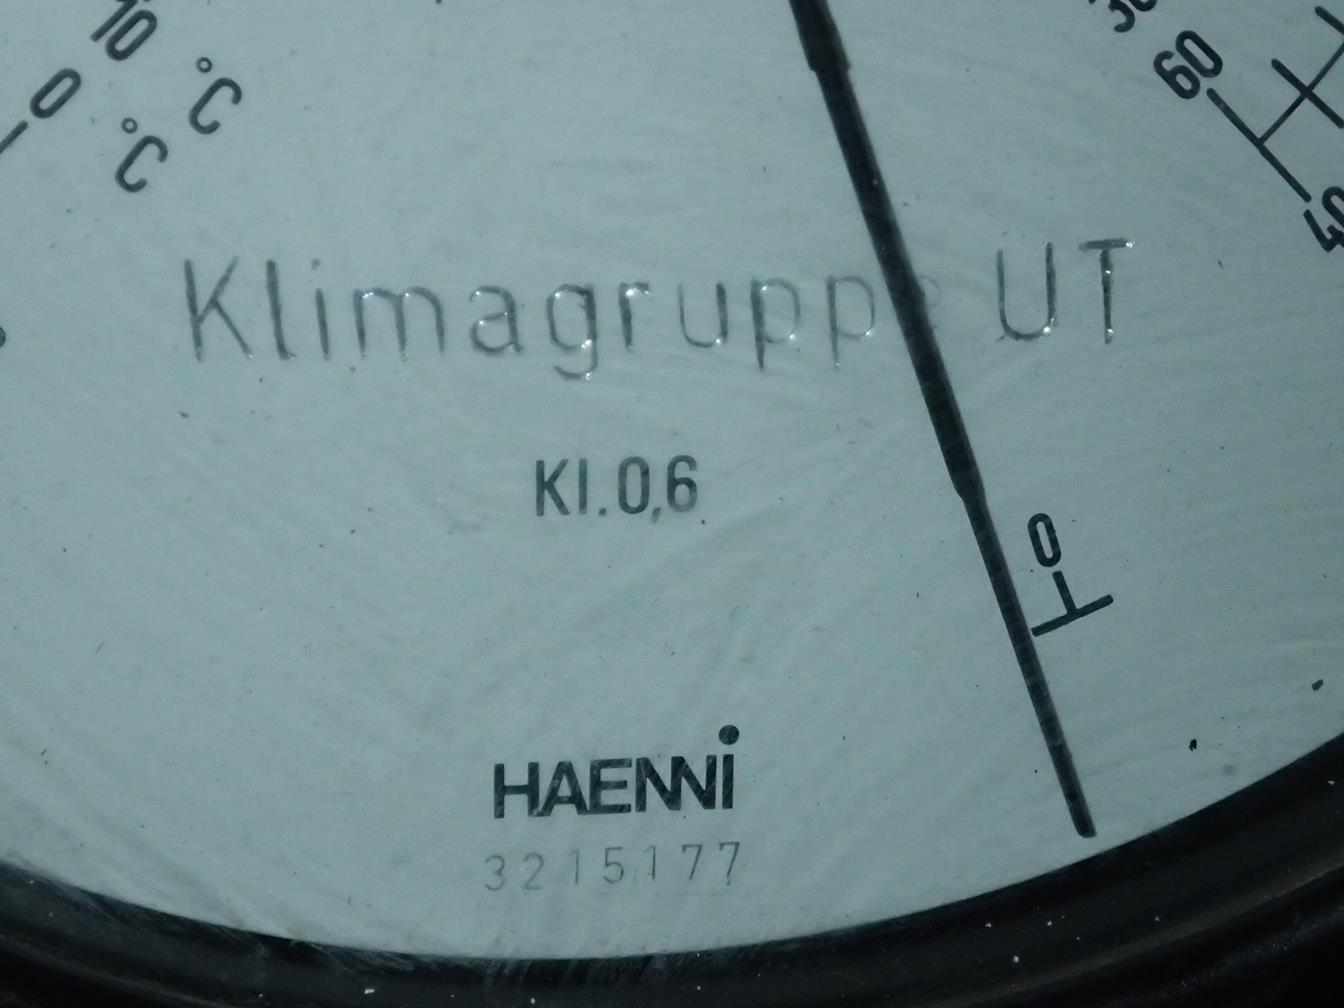 10 °C
0 °C
60
Klimagruppe UT
Kl.0,6
0
HAENNi
3215177